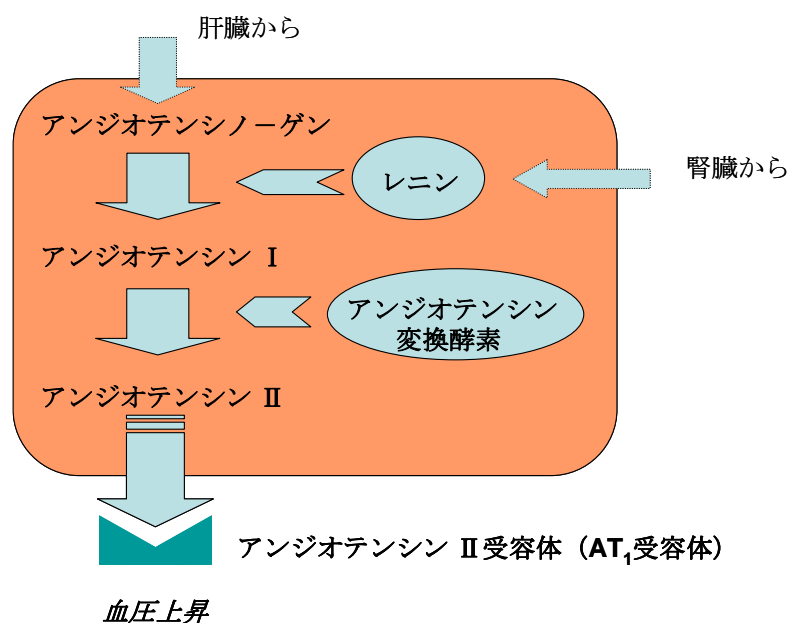 肝臓から
アンジオテンシノーゲン
レニン
腎臓から
アンジオテンシン Ⅰ
アンジオテンシン
変換酵素
アンジオテンシン Ⅱ
アンジオテンシン Ⅱ受容体（AT₁受容体）
血圧上昇